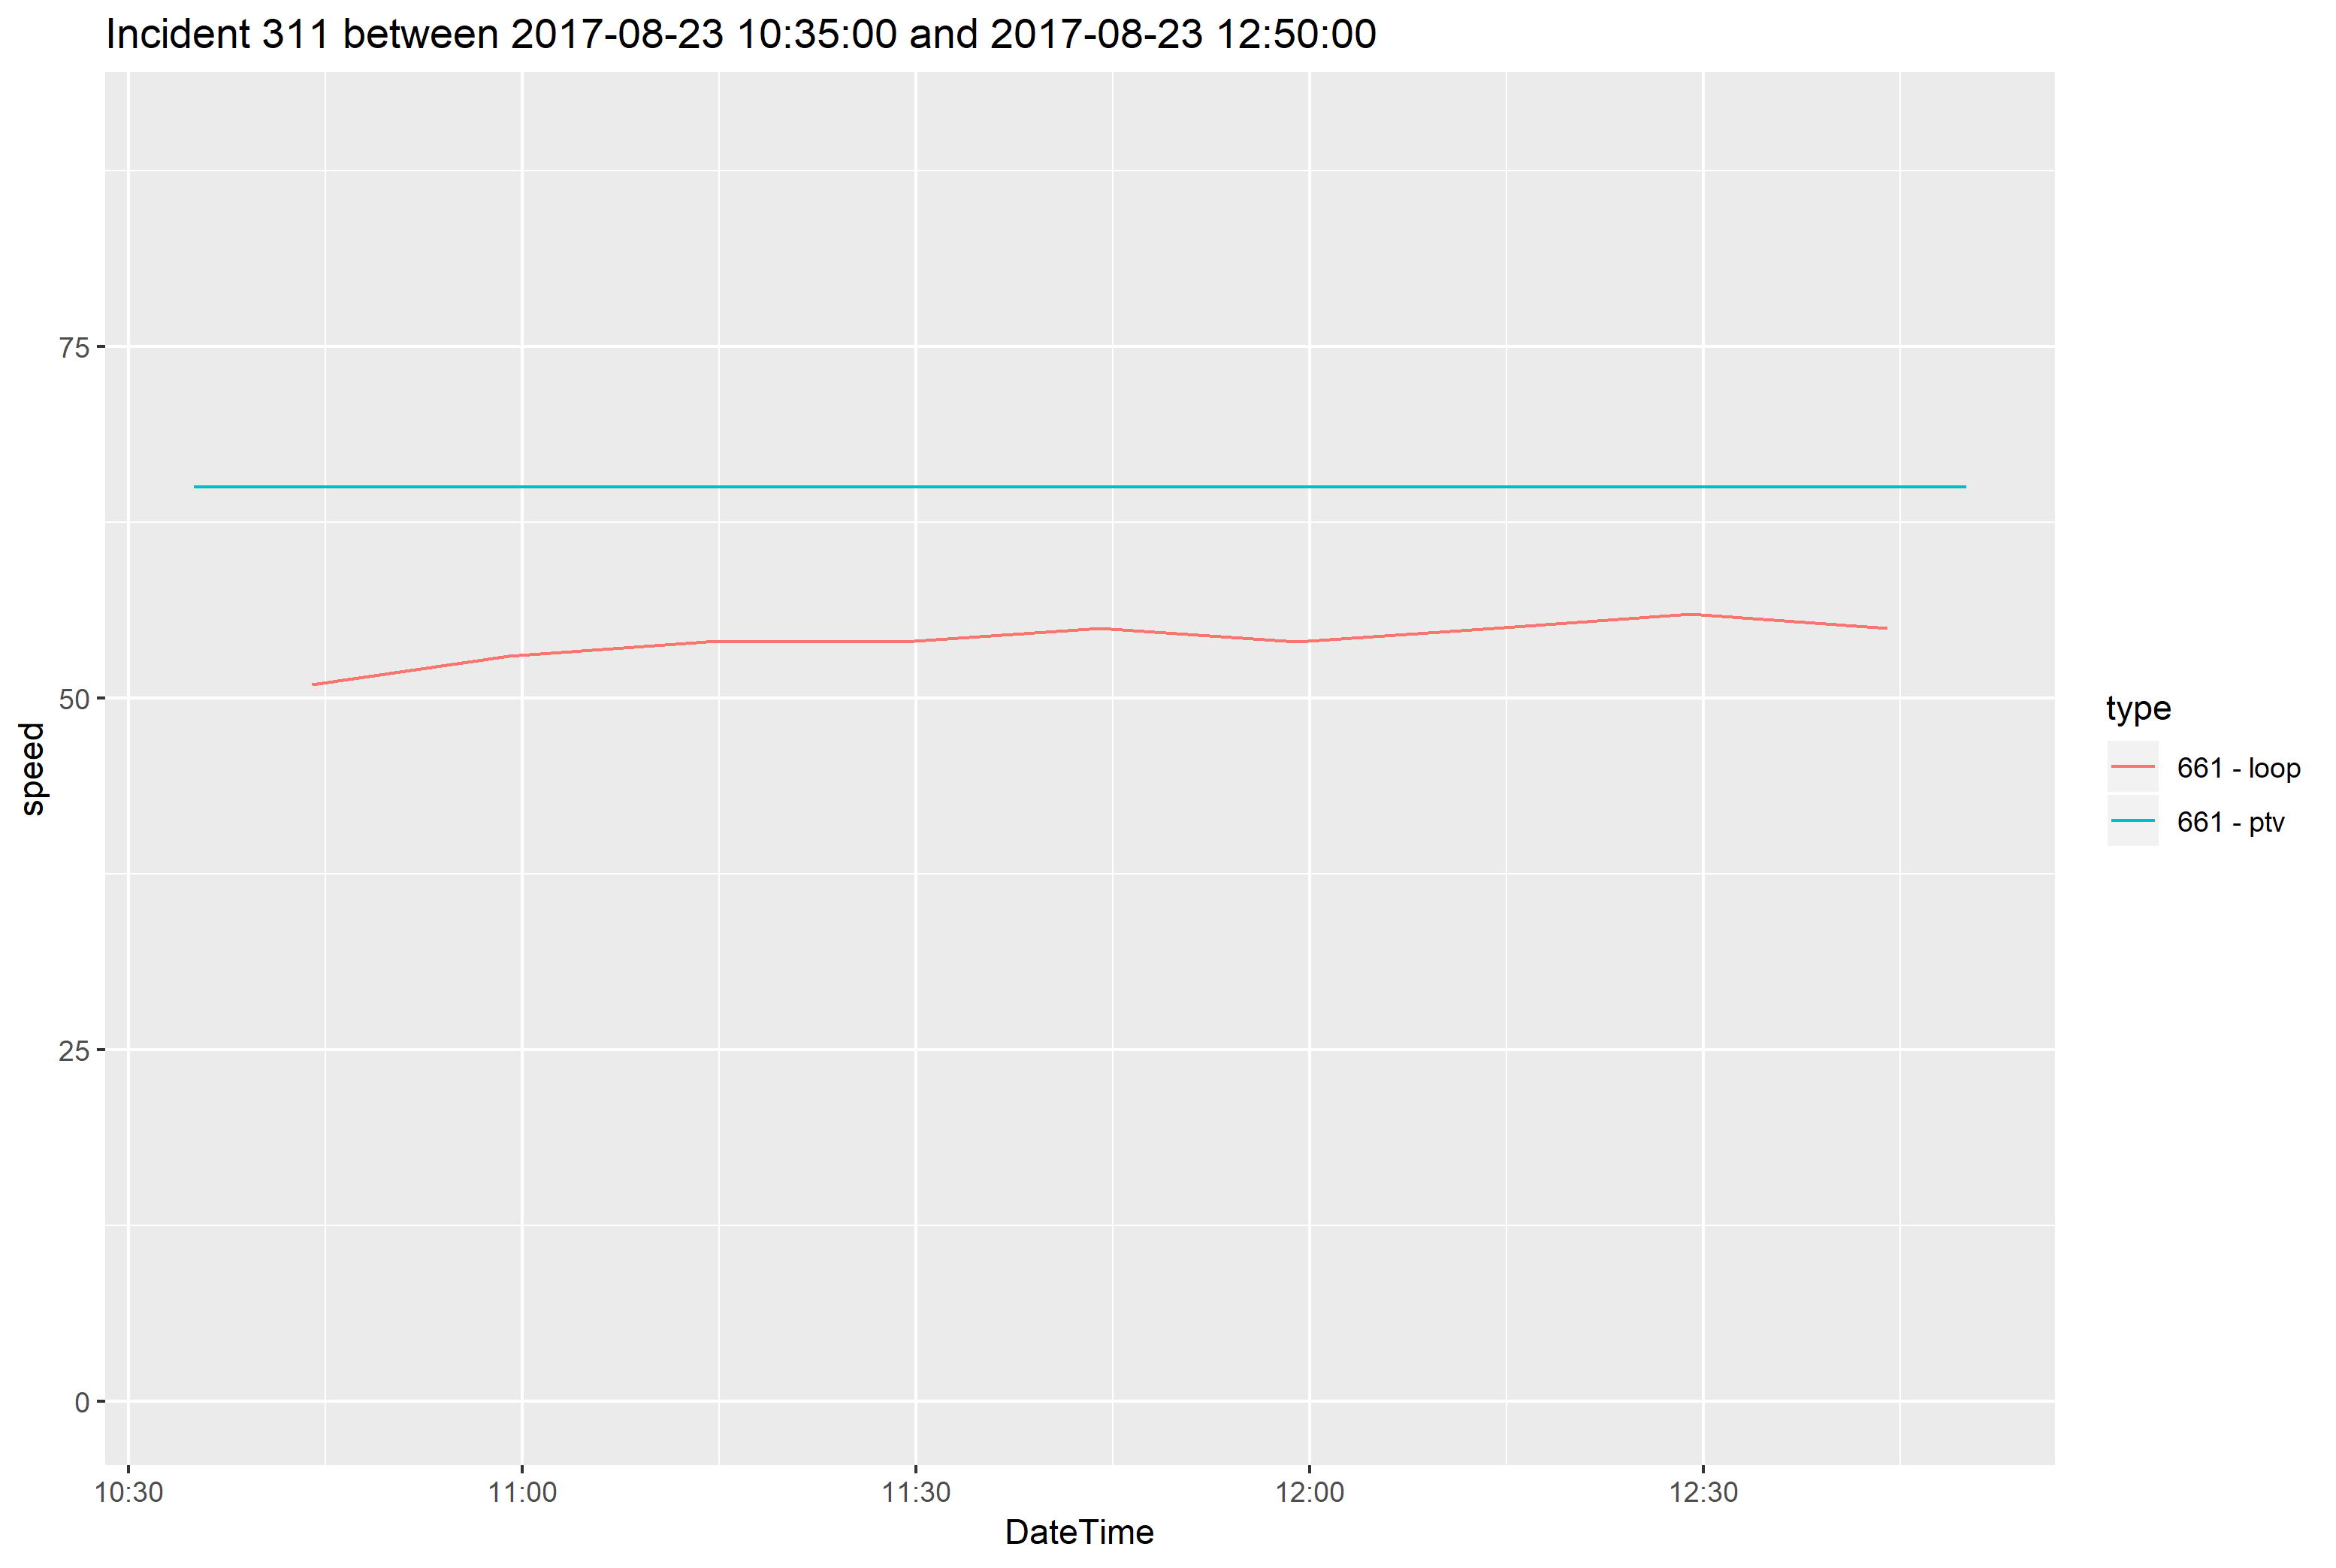 Incident 311 between 2017-08-23 10:35:00 and 2017-08-23 12:50:00
75
50
25
0
speed
10:30
11:00
11:30
12:00
12:30
DateTime
type
661 - loop
661 - ptv